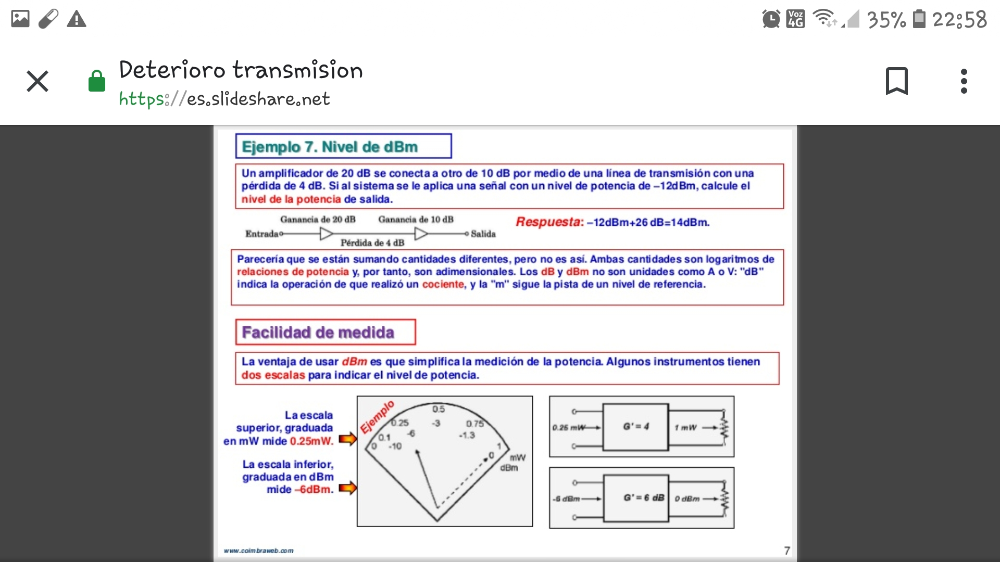 Voz 4G 35% 22:58
Deterioro transmision
https://es.slideshare.net
Ejemplo 7. Nivel de dBm
Un amplificador de 20 dB se conecta a otro de 10 dB por medio de una línea de transmisión con una
pérdida de 4 dB. Si al sistema se le aplica una señal con un nivel de potencia de –12dBm, calcule el
nivel de la potencia de salida.
Ganancia de 20 dB Ganancia de 10 dB
Entrada Salida
Pérdida de 4 dB
Respuesta: –12dBm+26 dB=14dBm.
Parecería que se están sumando cantidades diferentes, pero no es así. Ambas cantidades son logaritmos de
relaciones de potencia y, por tanto, son adimensionales. Los dB y dBm no son unidades como A o V: "dB"
indica la operación de que realizó un cociente, y la "m" sigue la pista de un nivel de referencia.
Facilidad de medida
La ventaja de usar dBm es que simplifica la medición de la potencia. Algunos instrumentos tienen
dos escalas para indicar el nivel de potencia.
La escala
superior, graduada
en mW mide 0.25mW.
La escala inferior,
graduada en dBm
mide –6dBm.
Ejemplo
0 0.1 0.25 0.5 0.75 1
mW
-10 -6 -3 -1.3 0
dBm
0.25 mW G' = 4 1 mW
-6 dBm G' = 6 dB 0 dBm
www.coimbraweb.com
7